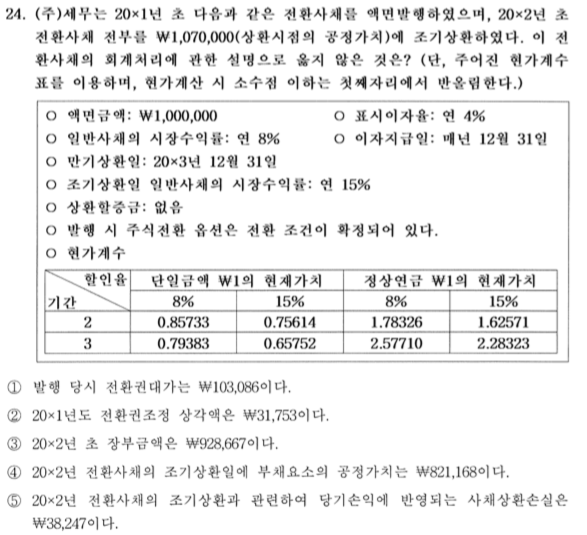 24. (주)세무는 20×1년 초 다음과 같은 전환사채를 액면발행하였으며, 20×2년 초
전환사채 전부를 ₩1,070,000(상환시점의 공정가치)에 조기상환하였다. 이 전
환사채의 회계처리에 관한 설명으로 옳지 않은 것은? (단, 주어진 현가계수
표를 이용하며, 현가계산 시 소수점 이하는 첫째자리에서 반올림한다.)
○ 액면금액: ₩1,000,000 ○ 표시이자율: 연 4%
○ 일반사채의 시장수익률: 연 8% ○ 이자지급일: 매년 12월 31일
○ 만기상환일: 20×3년 12월 31일
○ 조기상환일 일반사채의 시장수익률: 연 15%
○ 상환할증금: 없음
○ 발행 시 주식전환 옵션은 전환 조건이 확정되어 있다.
○ 현가계수
할인율 단일금액 ₩1의 현재가치 정상연금 ₩1의 현재가치
기간 8% 15% 8% 15%
2 0.85733 0.75614 1.78326 1.62571
3 0.79383 0.65752 2.57710 2.28323
① 발행 당시 전환권대가는 ₩103,086이다.
② 20×1년도 전환권조정 상각액은 ₩31,753이다.
③ 20×2년 초 장부금액은 ₩928,667이다.
④ 20×2년 전환사채의 조기상환일에 부채요소의 공정가치는 ₩821,168이다.
⑤ 20×2년 전환사채의 조기상환과 관련하여 당기손익에 반영되는 사채상환손실은
₩38,247이다.